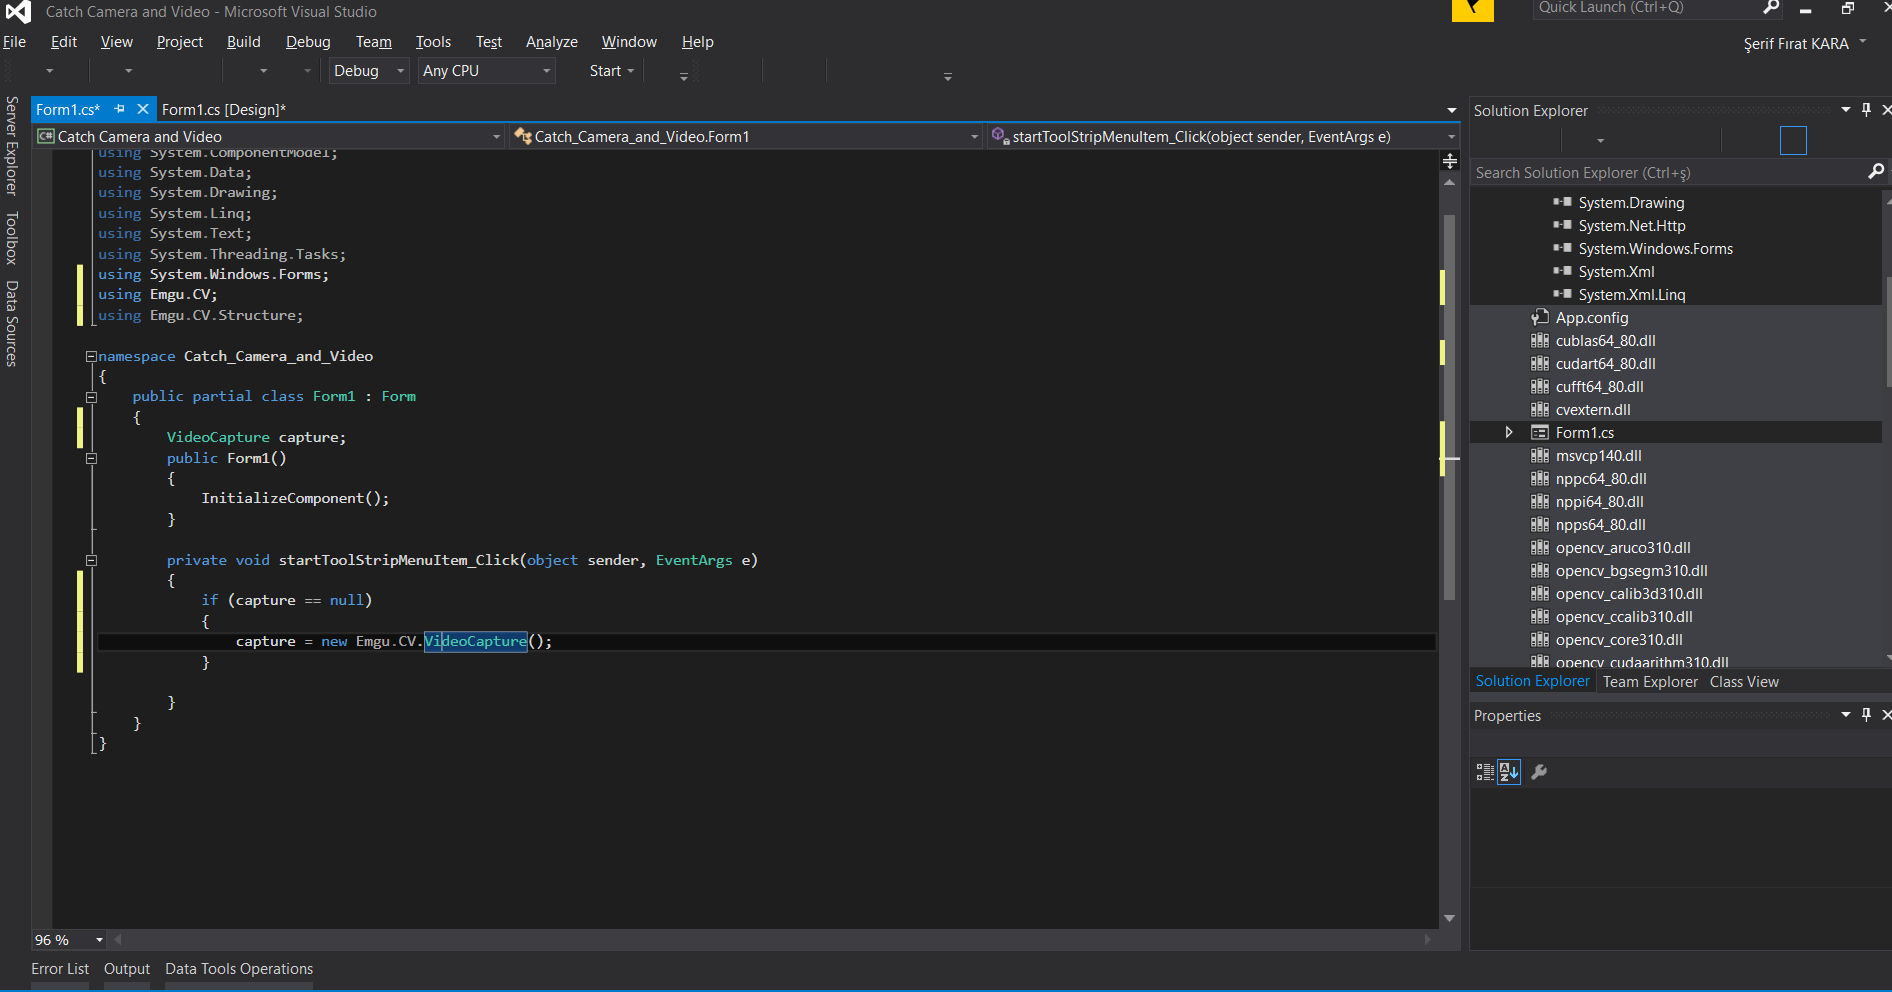 Catch Camera and Video - Microsoft Visual Studio
Quick Launch (Ctrl+Q)
File Edit View Project Build Debug Team Tools Test Analyze Window Help
Şerif Fırat KARA
Debug Any CPU Start
Server Explorer
Toolbox
Data Sources
Form1.cs* Form1.cs [Design]*
C# Catch Camera and Video Catch_Camera_and_Video.Form1 startToolStripMenuItem_Click(object sender, EventArgs e)
using System.ComponentModel;
using System.Data;
using System.Drawing;
using System.Linq;
using System.Text;
using System.Threading.Tasks;
using System.Windows.Forms;
using Emgu.CV;
using Emgu.CV.Structure;
namespace Catch_Camera_and_Video
{
public partial class Form1 : Form
{
VideoCapture capture;
public Form1()
{
InitializeComponent();
}
private void startToolStripMenuItem_Click(object sender, EventArgs e)
{
if (capture == null)
{
capture = new Emgu.CV.VideoCapture();
}
}
}
}
96 %
Error List Output Data Tools Operations
Solution Explorer
Search Solution Explorer (Ctrl+ş)
System.Drawing
System.Net.Http
System.Windows.Forms
System.Xml
System.Xml.Linq
App.config
cublas64_80.dll
cudart64_80.dll
cufft64_80.dll
cvextern.dll
Form1.cs
msvcp140.dll
nppc64_80.dll
nppi64_80.dll
npps64_80.dll
opencv_aruco310.dll
opencv_bgsegm310.dll
opencv_calib3d310.dll
opencv_ccalib310.dll
opencv_core310.dll
opencv_cudaarithm310.dll
Solution Explorer Team Explorer Class View
Properties